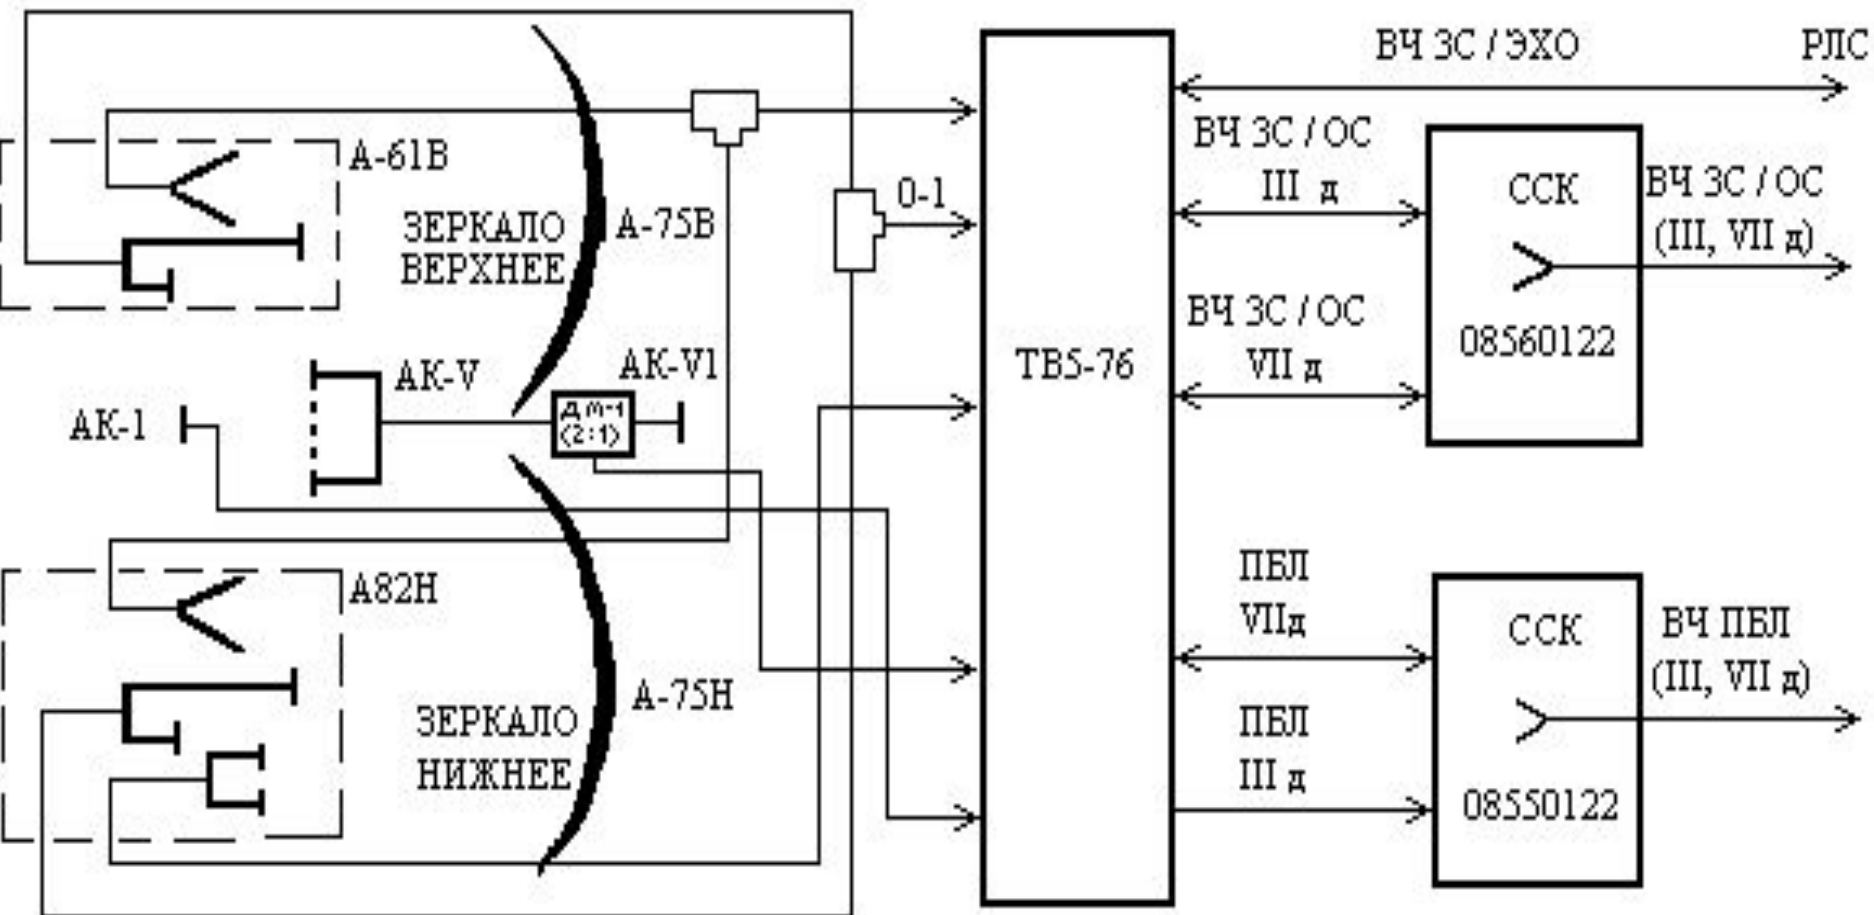 ВЧ ЗС / ЭХО
РЛС
ВЧ ЗС / ОС
III д
А-61В
ССК
ВЧ ЗС / ОС
(III, VII д)
0-1
ЗЕРКАЛО
ВЕРХНЕЕ
А-75В
ВЧ ЗС / ОС
VII д
08560122
ТВ5-76
АК-V
АК-V1
АК-1
ДМ-1
(2:1)
А82Н
ПБЛ
VIIд
ССК
ВЧ ПБЛ
(III, VII д)
А-75Н
ЗЕРКАЛО
НИЖНЕЕ
ПБЛ
III д
08550122